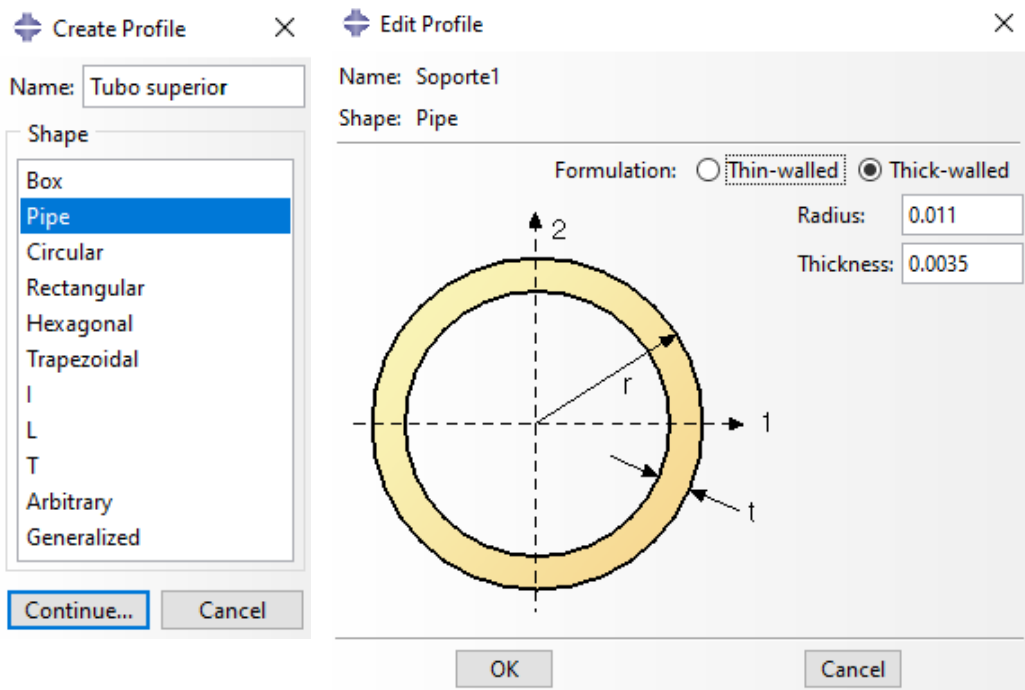 Create Profile
Name: Tubo superior
Shape
Box
Pipe
Circular
Rectangular
Hexagonal
Trapezoidal
I
L
T
Arbitrary
Generalized
Continue... Cancel
Edit Profile
Name: Soporte1
Shape: Pipe
Formulation: Thin-walled Thick-walled
Radius: 0.011
Thickness: 0.0035
2
r
1
t
OK Cancel